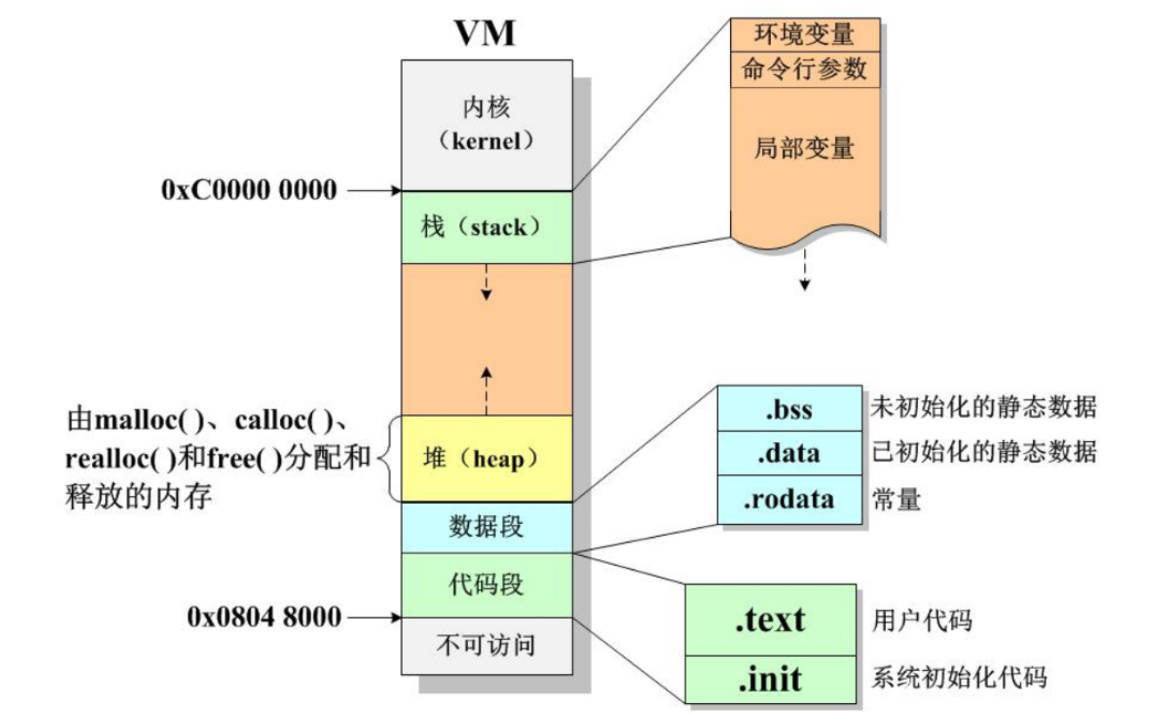 VM
内核
（kernel）
0xC0000 0000
栈（stack）
环境变量
命令行参数
局部变量
由malloc( )、calloc( )、
realloc( )和free( )分配和
释放的内存
堆（heap）
数据段
代码段
0x0804 8000
不可访问
.bss
未初始化的静态数据
.data
已初始化的静态数据
.rodata
常量
.text
用户代码
.init
系统初始化代码